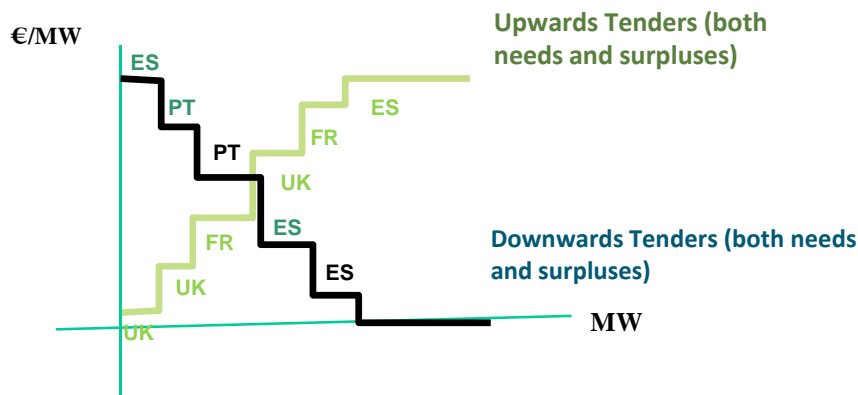 €/MW
Upwards Tenders (both
needs and surpluses)
ES
PT
ES
FR
PT
UK
FR
ES
Downwards Tenders (both needs
and surpluses)
ES
UK
MW
UK